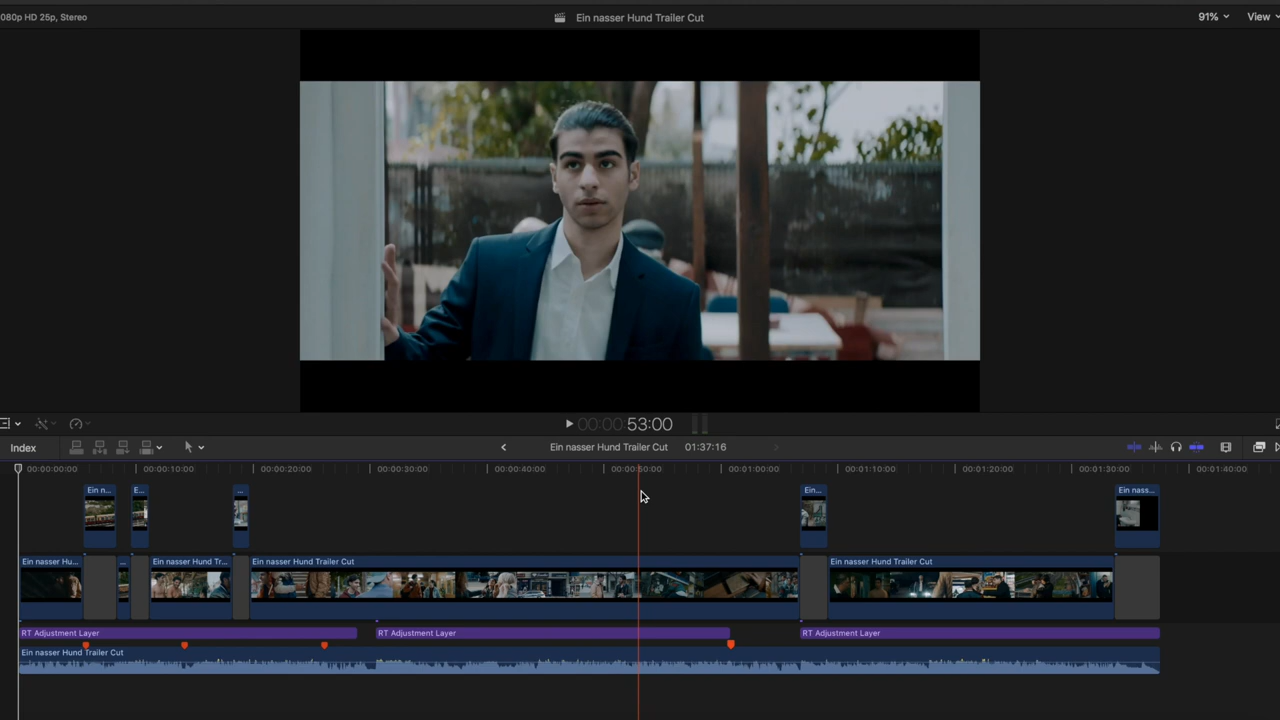 080p HD 25p, Stereo
Ein nasser Hund Trailer Cut
91%
View
00:00:00:53:00
Index
Ein nasser Hund Trailer Cut
01:37:16
00:00:00:00
00:00:10:00
00:00:20:00
00:00:30:00
00:00:40:00
00:00:50:00
00:01:00:00
00:01:10:00
00:01:20:00
00:01:30:00
00:01:40:00
Ein n...
E...
...
Ein...
Ein nass...
Ein nasser Hu...
...
Ein nasser Hund Tr...
Ein nasser Hund Trailer Cut
Ein nasser Hund Trailer Cut
RT Adjustment Layer
RT Adjustment Layer
RT Adjustment Layer
Ein nasser Hund Trailer Cut